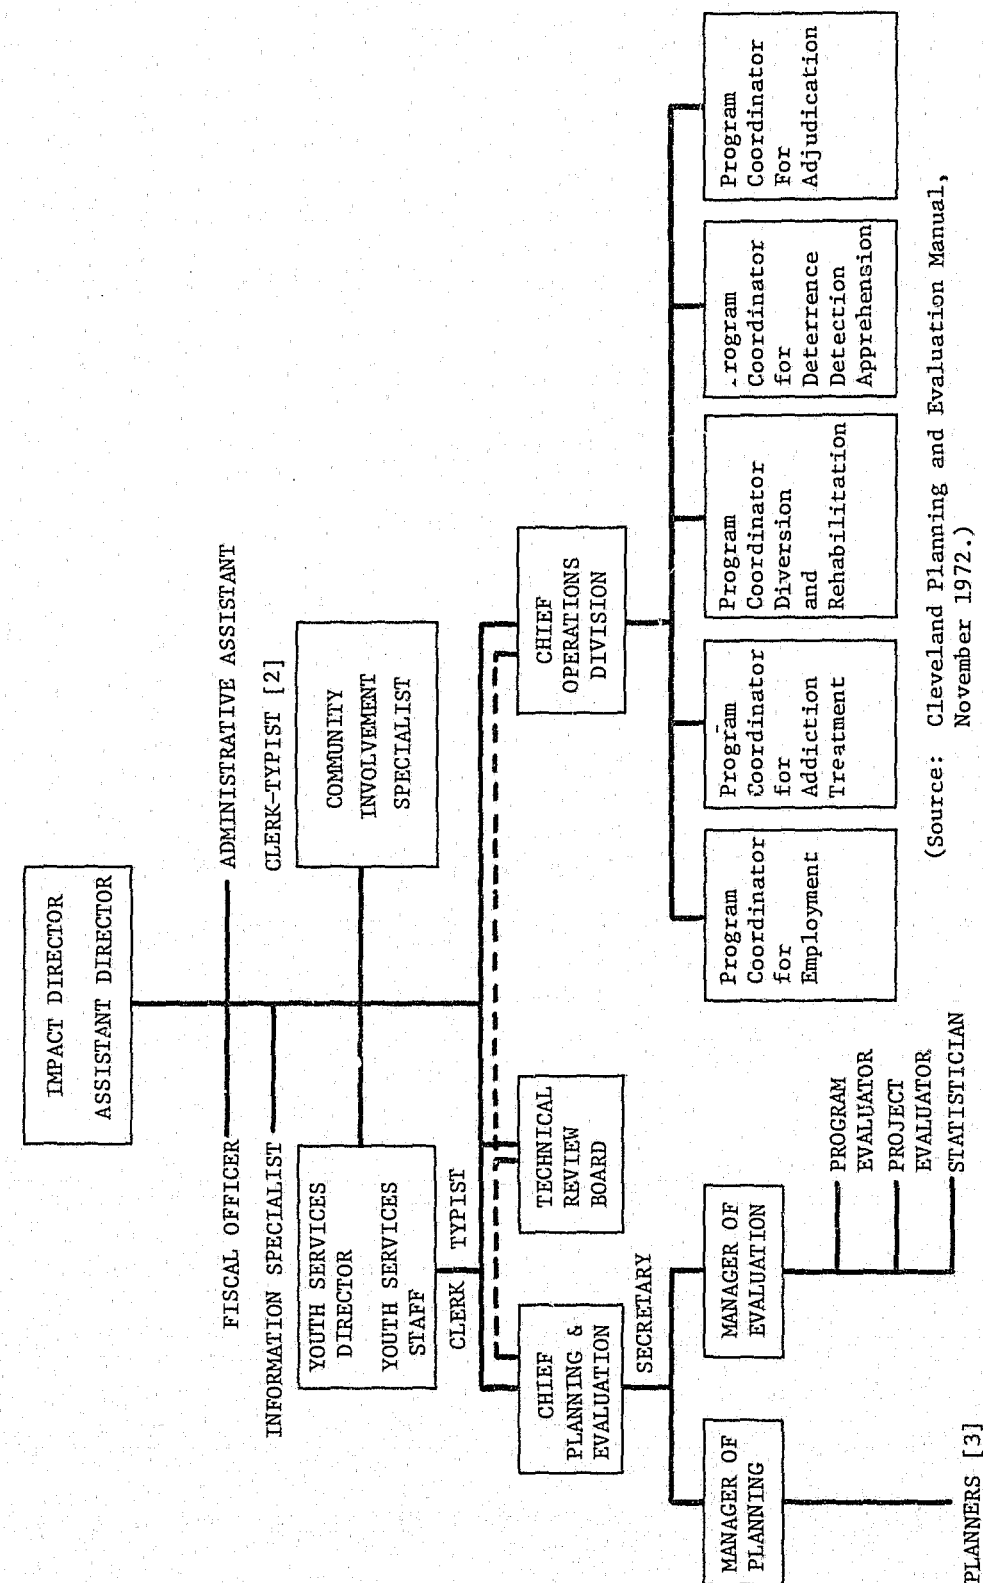 IMPACT DIRECTOR
ASSISTANT DIRECTOR
FISCAL OFFICER
ADMINISTRATIVE ASSISTANT
INFORMATION SPECIALIST
CLERK-TYPIST [2]
YOUTH SERVICES
DIRECTOR
YOUTH SERVICES
STAFF
COMMUNITY
INVOLVEMENT
SPECIALIST
CLERK TYPIST
CHIEF
PLANNING &
EVALUATION
TECHNICAL
REVIEW
BOARD
CHIEF
OPERATIONS
DIVISION
SECRETARY
MANAGER OF
PLANNING
MANAGER OF
EVALUATION
PLANNERS [3]
PROGRAM
EVALUATOR
PROJECT
EVALUATOR
STATISTICIAN
Program
Coordinator
for
Employment
Program
Coordinator
for
Addiction
Treatment
Program
Coordinator
Diversion
and
Rehabilitation
.rogram
Coordinator
for
Deterrence
Detection
Apprehension
Program
Coordinator
For
Adjudication
(Source: Cleveland Planning and Evaluation Manual,
November 1972.)